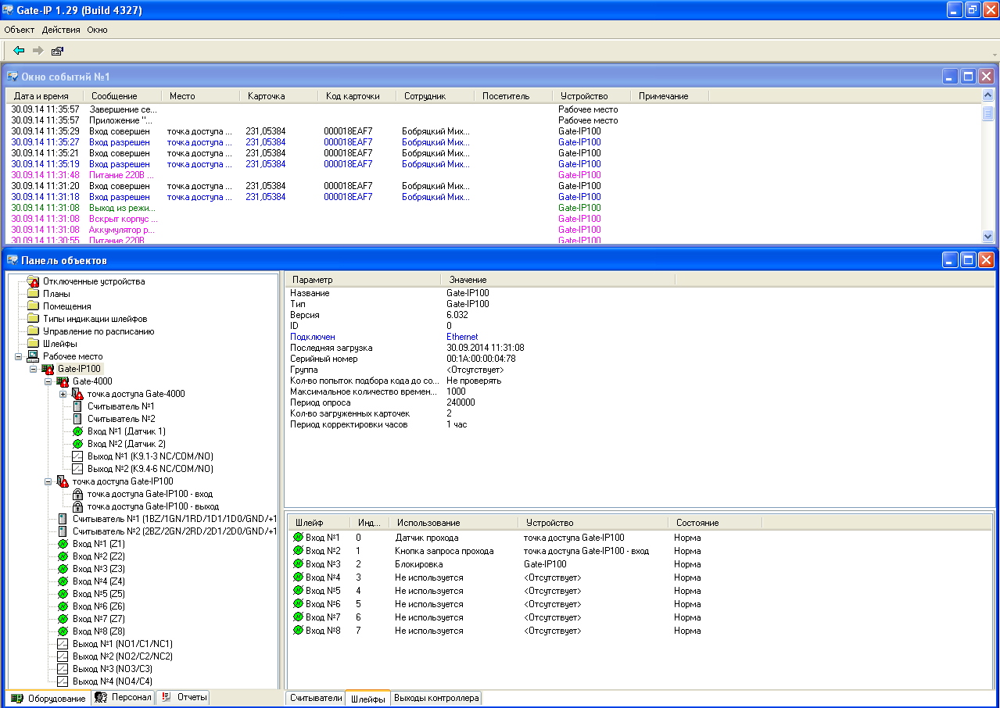 Gate-IP 1.29 (Build 4327)
Объект Действия Окно
Окно событий №1
Дата и время Сообщение Место Карточка Код карточки Сотрудник Посетитель Устройство Примечание
30.09.14 11:35:57 Завершение се... Рабочее место
30.09.14 11:35:57 Приложение "... Рабочее место
30.09.14 11:35:29 Вход совершен точка доступа ... 231,05384 000018EAF7 Бобряцкий Мих... Gate-IP100
30.09.14 11:35:27 Вход разрешен точка доступа ... 231,05384 000018EAF7 Бобряцкий Мих... Gate-IP100
30.09.14 11:35:21 Вход совершен точка доступа ... 231,05384 000018EAF7 Бобряцкий Мих... Gate-IP100
30.09.14 11:35:19 Вход разрешен точка доступа ... 231,05384 000018EAF7 Бобряцкий Мих... Gate-IP100
30.09.14 11:31:48 Питание 220В ... Gate-IP100
30.09.14 11:31:20 Вход совершен точка доступа ... 231,05384 000018EAF7 Бобряцкий Мих... Gate-IP100
30.09.14 11:31:18 Вход разрешен точка доступа ... 231,05384 000018EAF7 Бобряцкий Мих... Gate-IP100
30.09.14 11:31:08 Выход из режи... Gate-IP100
30.09.14 11:31:08 Вскрыт корпус ... Gate-IP100
30.09.14 11:31:08 Аккумулятор р... Gate-IP100
30.09.14 11:30:55 Питание 220В Gate-IP100
Панель объектов
Отключенные устройства
Планы
Помещения
Типы индикации шлейфов
Управление по расписанию
Шлейфы
Рабочее место
Gate-IP100
Gate-4000
точка доступа Gate-4000
Считыватель №1
Считыватель №2
Вход №1 (Датчик 1)
Вход №2 (Датчик 2)
Выход №1 (K9.1-3 NC/COM/NO)
Выход №2 (K9.4-6 NC/COM/NO)
точка доступа Gate-IP100
точка доступа Gate-IP100 - вход
точка доступа Gate-IP100 - выход
Считыватель №1 (1BZ/1GN/1RD/1D1/1D0/GND/+1
Считыватель №2 (2BZ/2GN/2RD/2D1/2D0/GND/+1
Вход №1 (Z1)
Вход №2 (Z2)
Вход №3 (Z3)
Вход №4 (Z4)
Вход №5 (Z5)
Вход №6 (Z6)
Вход №7 (Z7)
Вход №8 (Z8)
Выход №1 (NO1/C1/NC1)
Выход №2 (NO2/C2/NC2)
Выход №3 (NO3/C3)
Выход №4 (NO4/C4)
Оборудование Персонал Отчеты
Параметр Значение
Название Gate-IP100
Тип Gate-IP100
Версия 6.032
ID 0
Подключен Ethernet
Последняя загрузка 30.09.2014 11:31:08
Серийный номер 00:1A:00:00:04:78
Группа <Отсутствует>
Кол-во попыток подбора кода до со... Не проверять
Максимальное количество времен... 1000
Период опроса 240000
Кол-во загруженных карточек 2
Период корректировки часов 1 час
Шлейф Инд... Использование Устройство Состояние
Вход №1 0 Датчик прохода точка доступа Gate-IP100 Норма
Вход №2 1 Кнопка запроса прохода точка доступа Gate-IP100 - вход Норма
Вход №3 2 Блокировка Gate-IP100 Норма
Вход №4 3 Не используется <Отсутствует> Норма
Вход №5 4 Не используется <Отсутствует> Норма
Вход №6 5 Не используется <Отсутствует> Норма
Вход №7 6 Не используется <Отсутствует> Норма
Вход №8 7 Не используется <Отсутствует> Норма
Считыватели Шлейфы Выходы контроллера